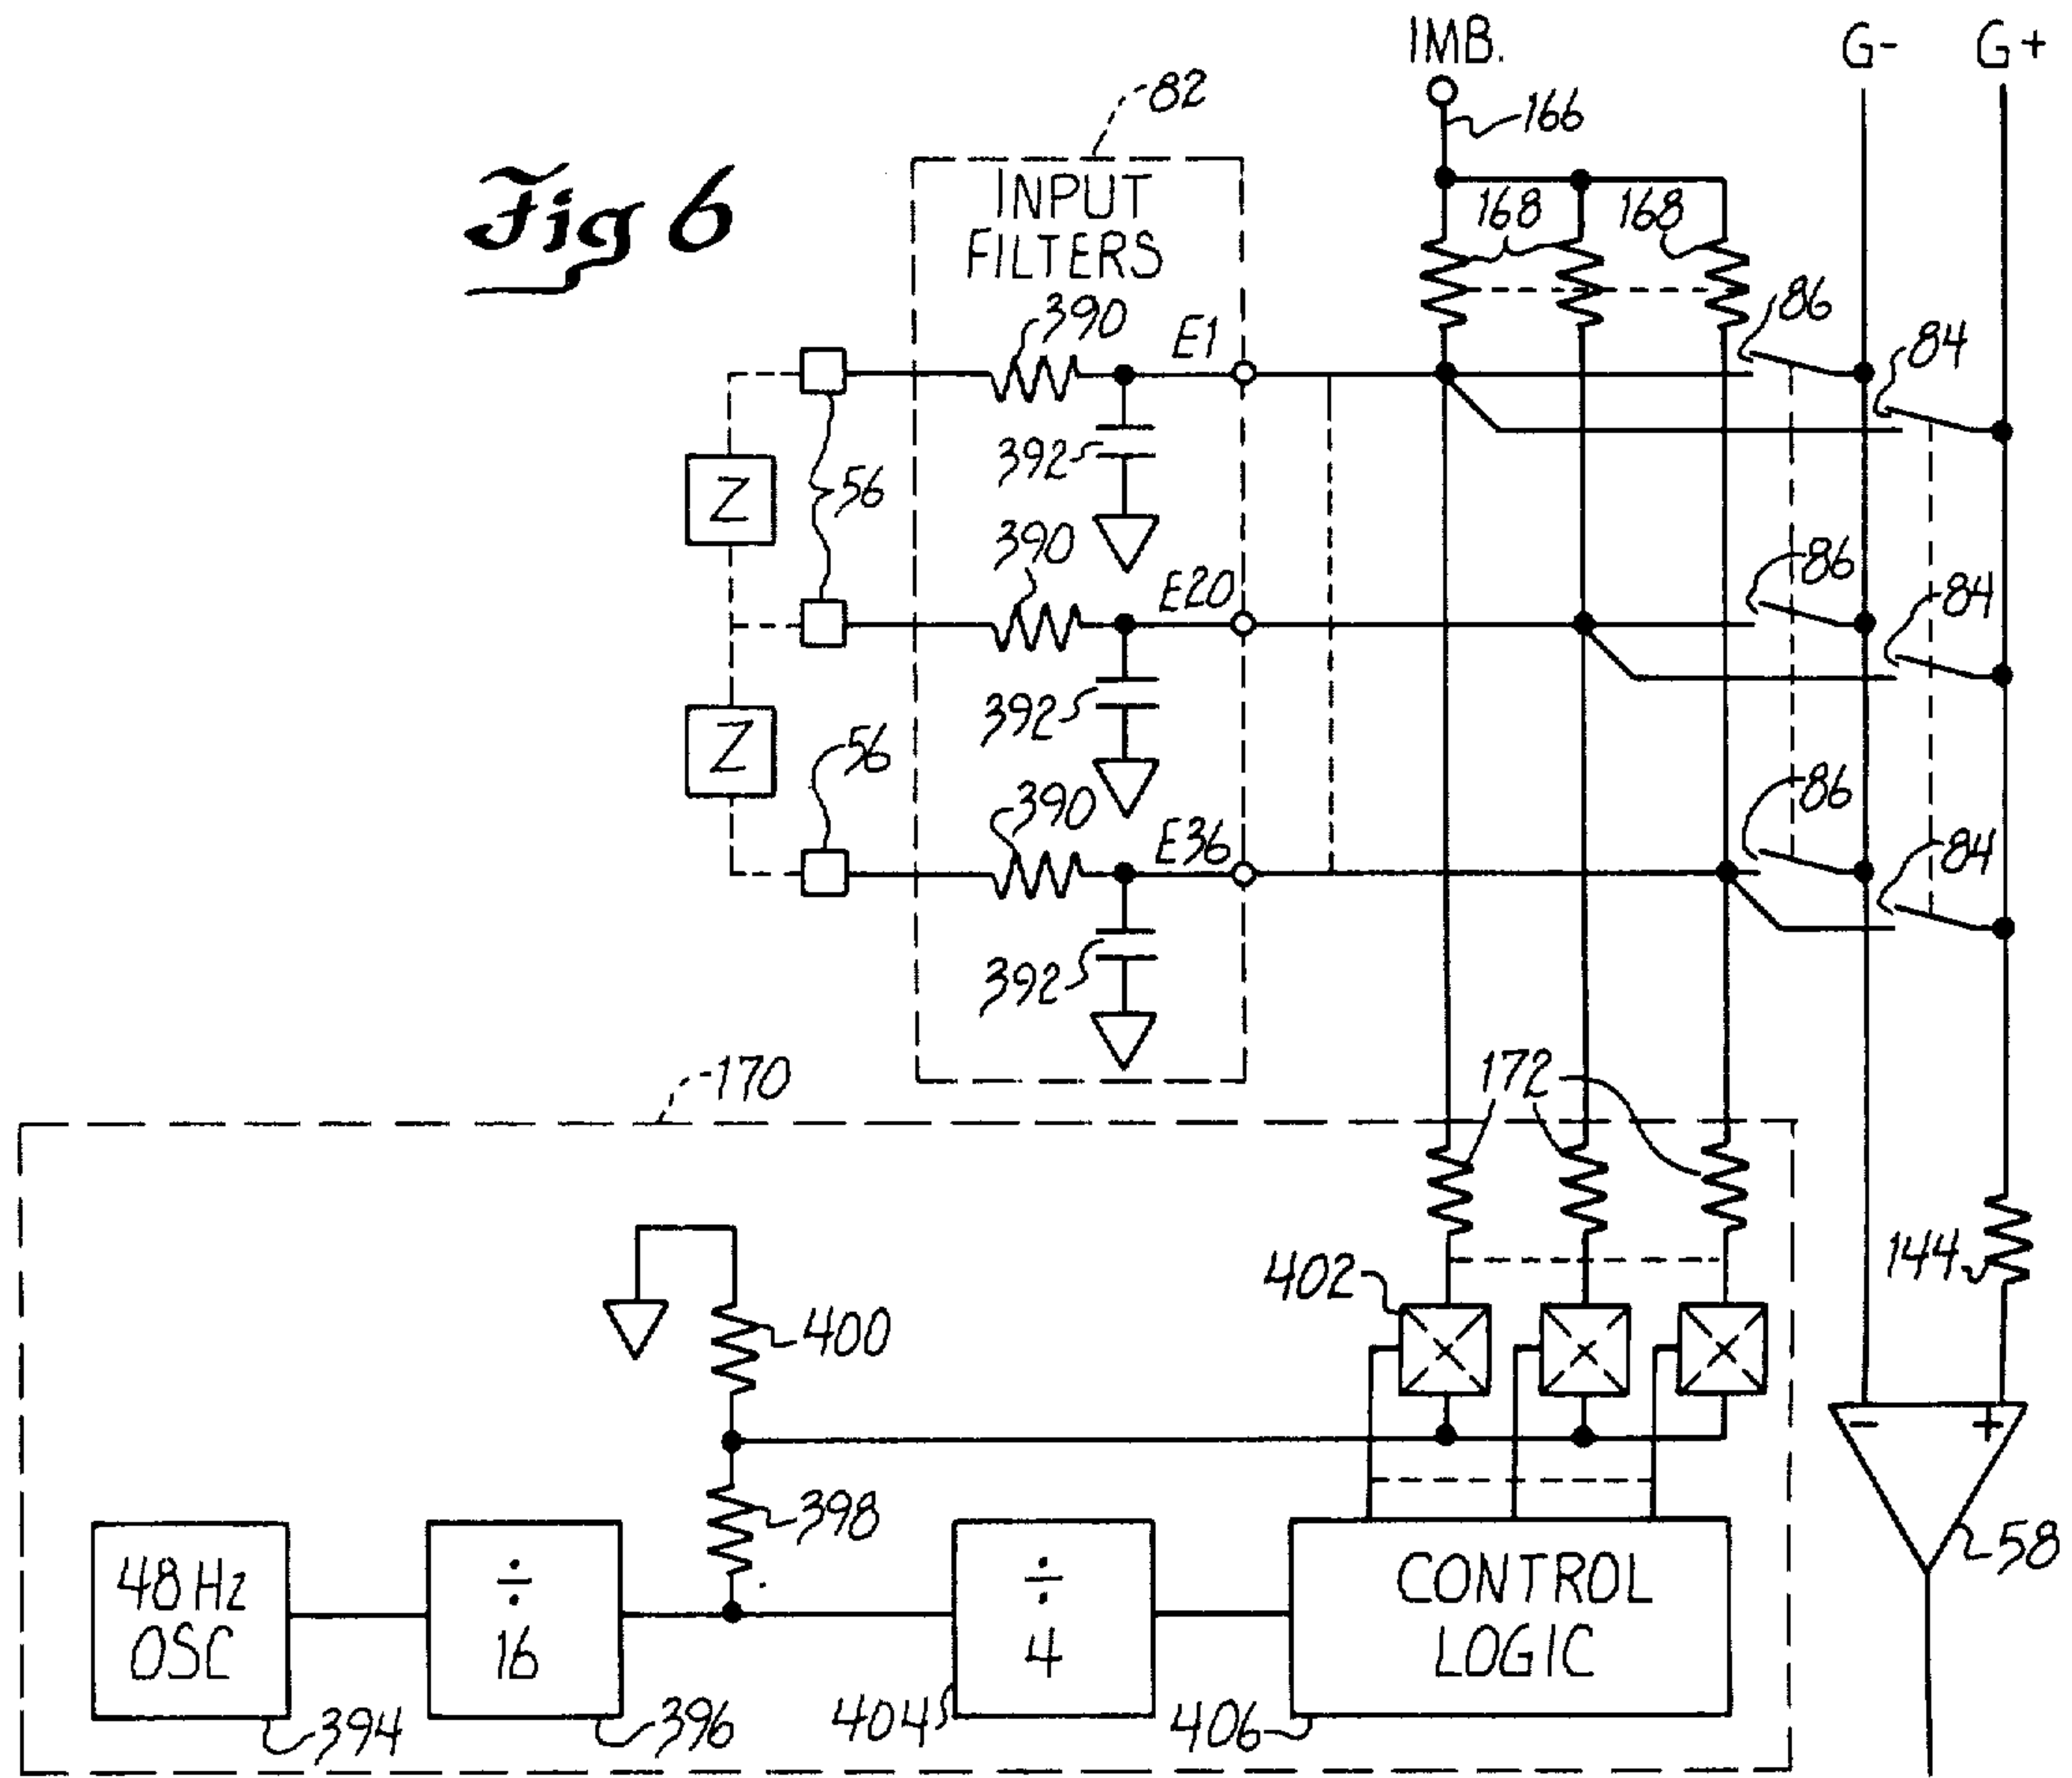 IMB.
G-
G+
82
166
Fig 6
INPUT
FILTERS
168
168
390
E1
86
84
392
56
Z
390
E20
86
84
392
Z
56
390
E36
86
84
392
170
172
402
144
400
398
48 Hz
OSC
÷
16
÷
4
CONTROL
LOGIC
-
+
58
394
396
404
406